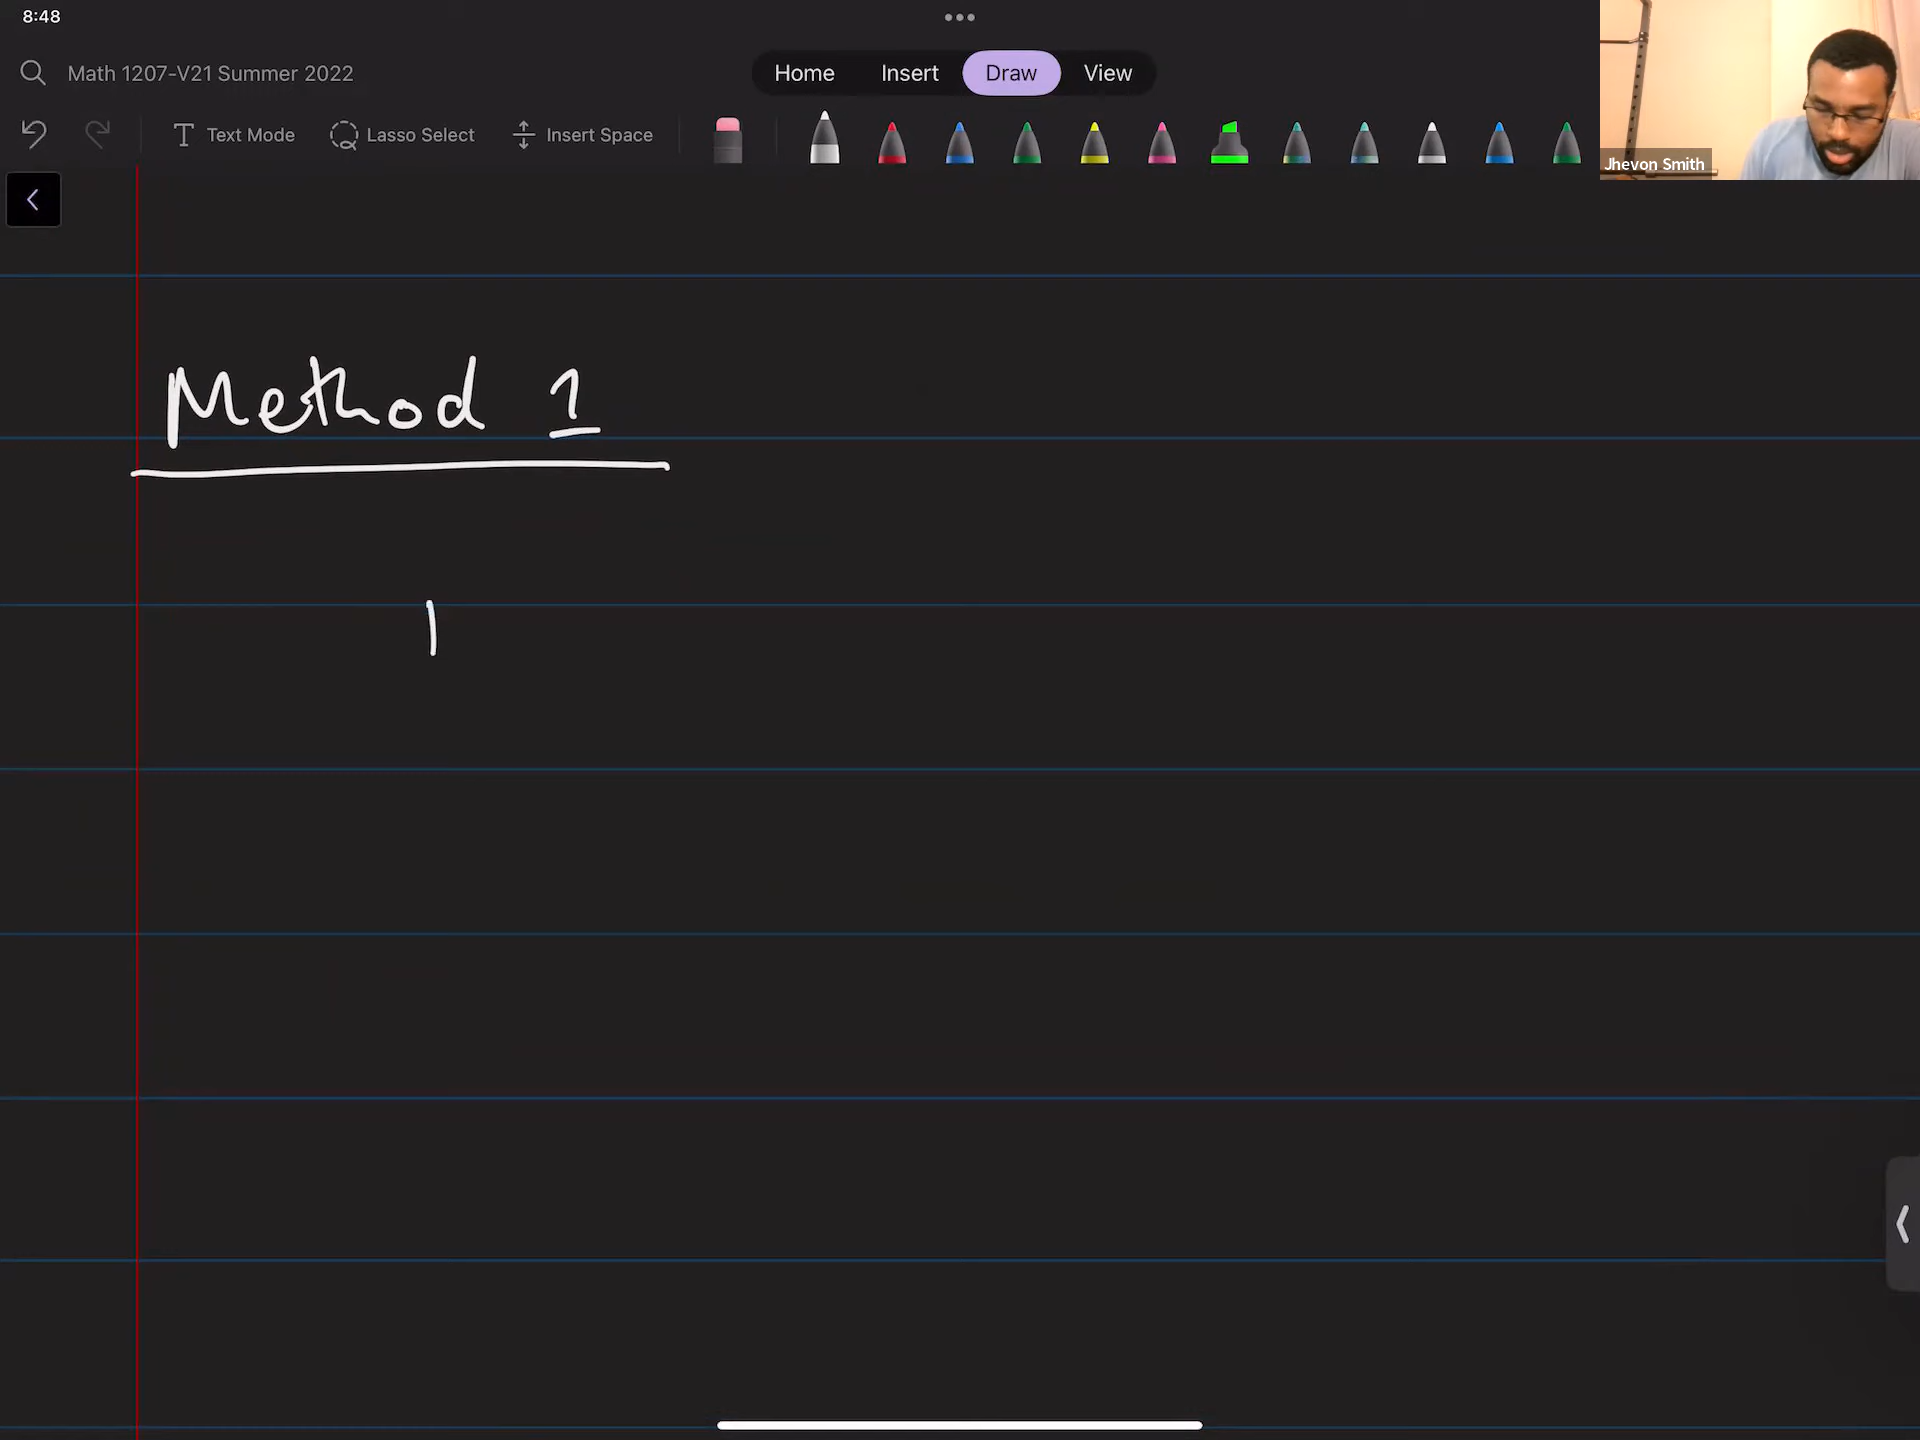 8:48
Math 1207-V21 Summer 2022
Home Insert Draw View
Text Mode Lasso Select Insert Space
Jhevon Smith
Method 1